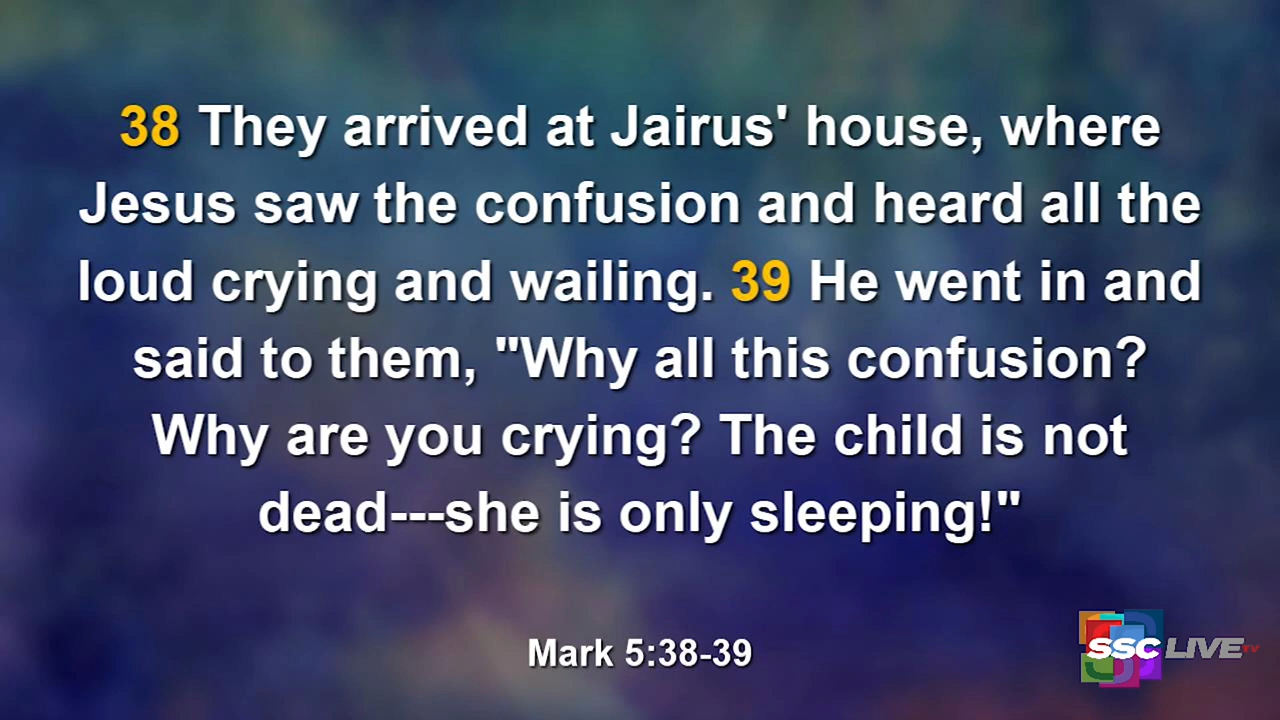 38 They arrived at Jairus' house, where
Jesus saw the confusion and heard all the
loud crying and wailing. 39 He went in and
said to them, "Why all this confusion?
Why are you crying? The child is not
dead---she is only sleeping!"
Mark 5:38-39
SSC LIVE TV